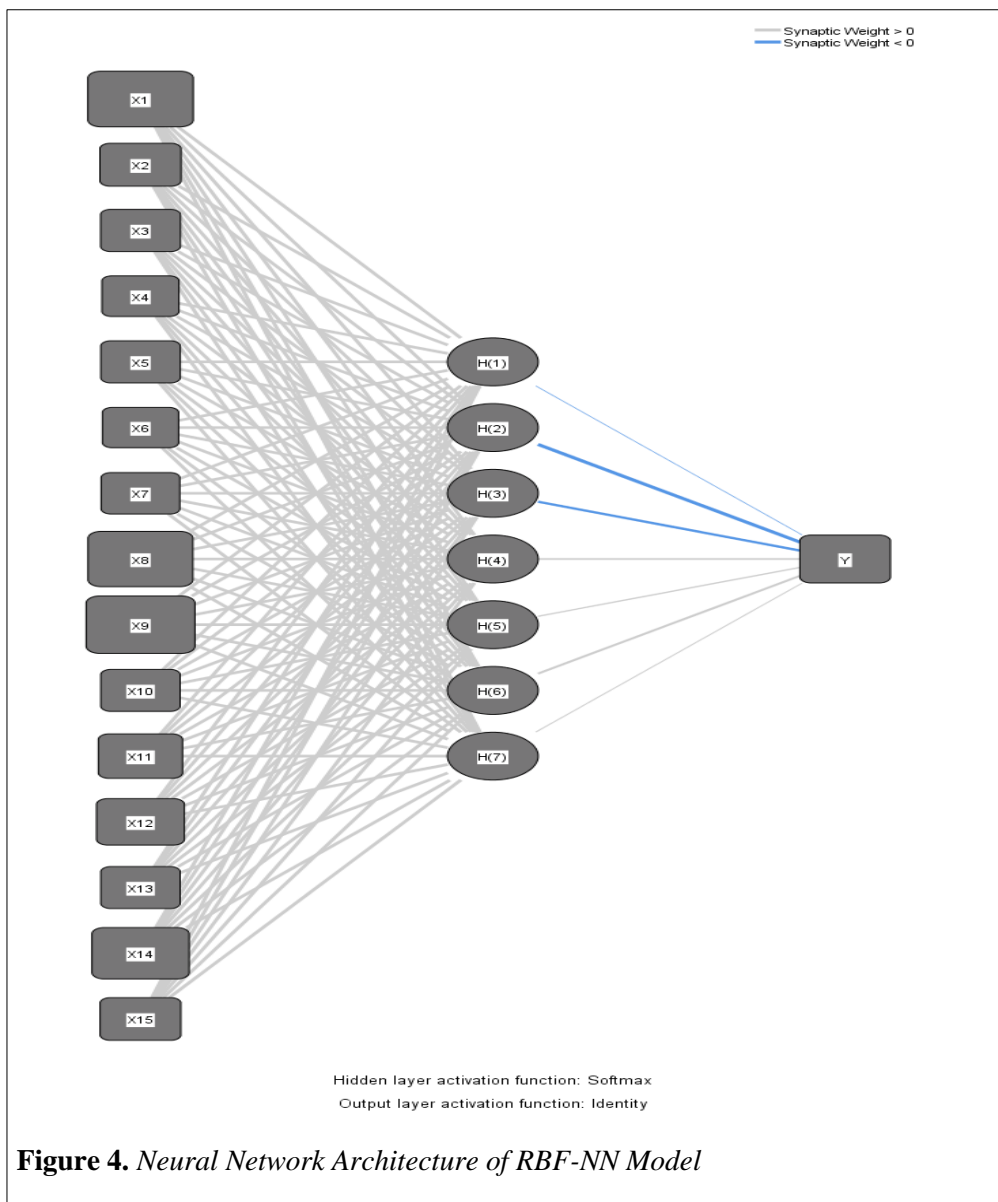 Synaptic Weight > 0
Synaptic Weight < 0
X1
X2
X3
X4
X5
X6
X7
X8
X9
X10
X11
X12
X13
X14
X15
H(1)
H(2)
H(3)
H(4)
H(5)
H(6)
H(7)
Y
Hidden layer activation function: Softmax
Output layer activation function: Identity
Figure 4. Neural Network Architecture of RBF-NN Model